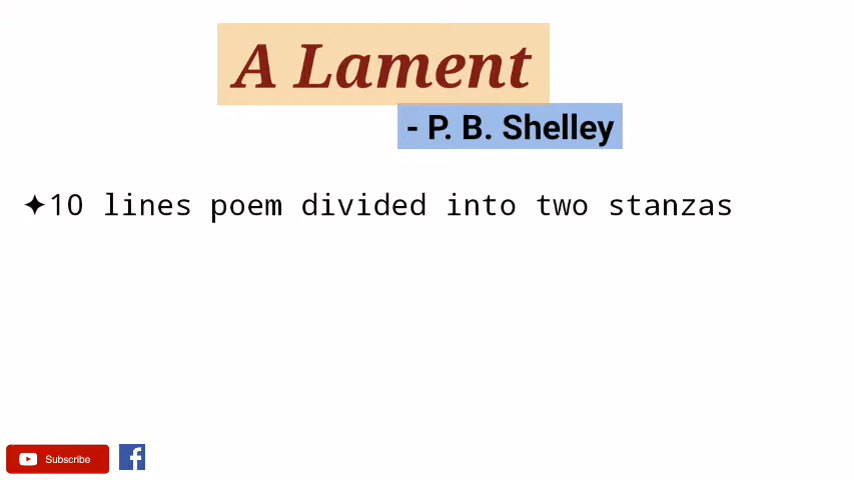 A Lament
- P. B. Shelley
✦10 lines poem divided into two stanzas
Subscribe